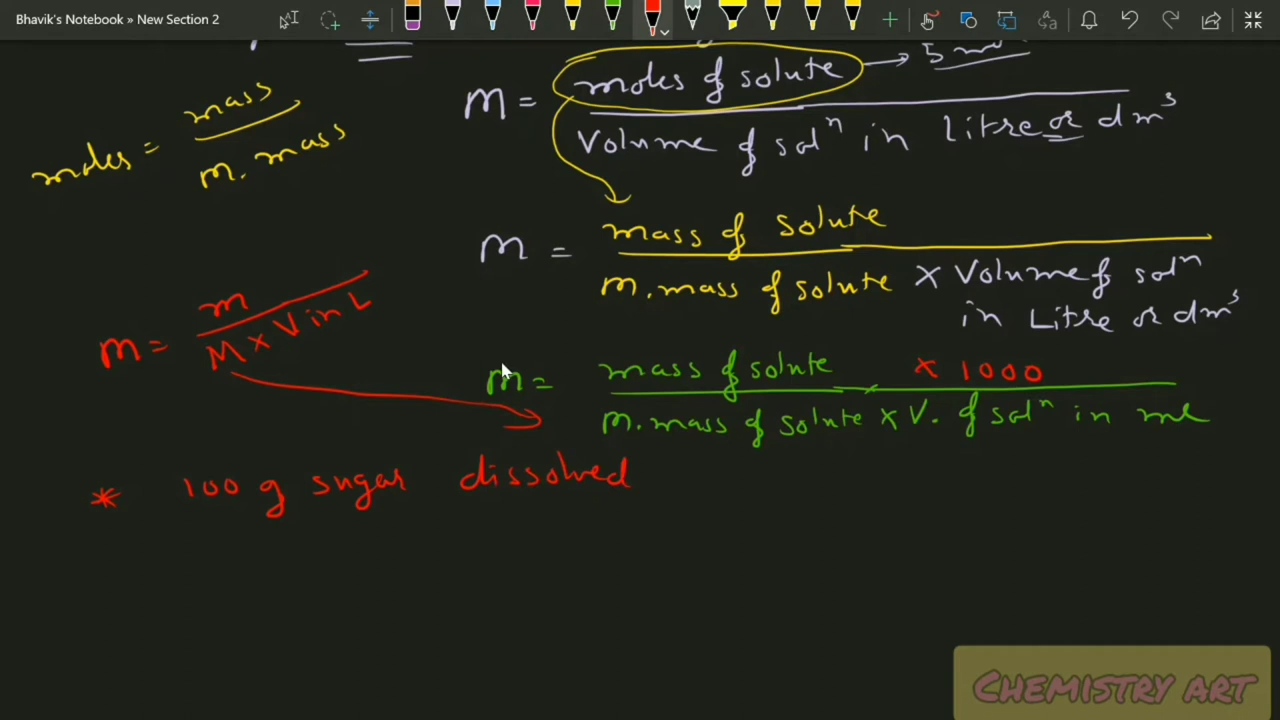 Bhavik's Notebook » New Section 2
M = moles of solute → 5 mol
Volume of solⁿ in litre or dm³
moles = mass
m. mass
M = mass of solute
m. mass of solute × Volume of solⁿ
in Litre or dm³
M = m
M × V in L
M = mass of solute × 1000
m. mass of solute × V. of solⁿ in mL
* 100 g sugar dissolved
CHEMISTRY ART